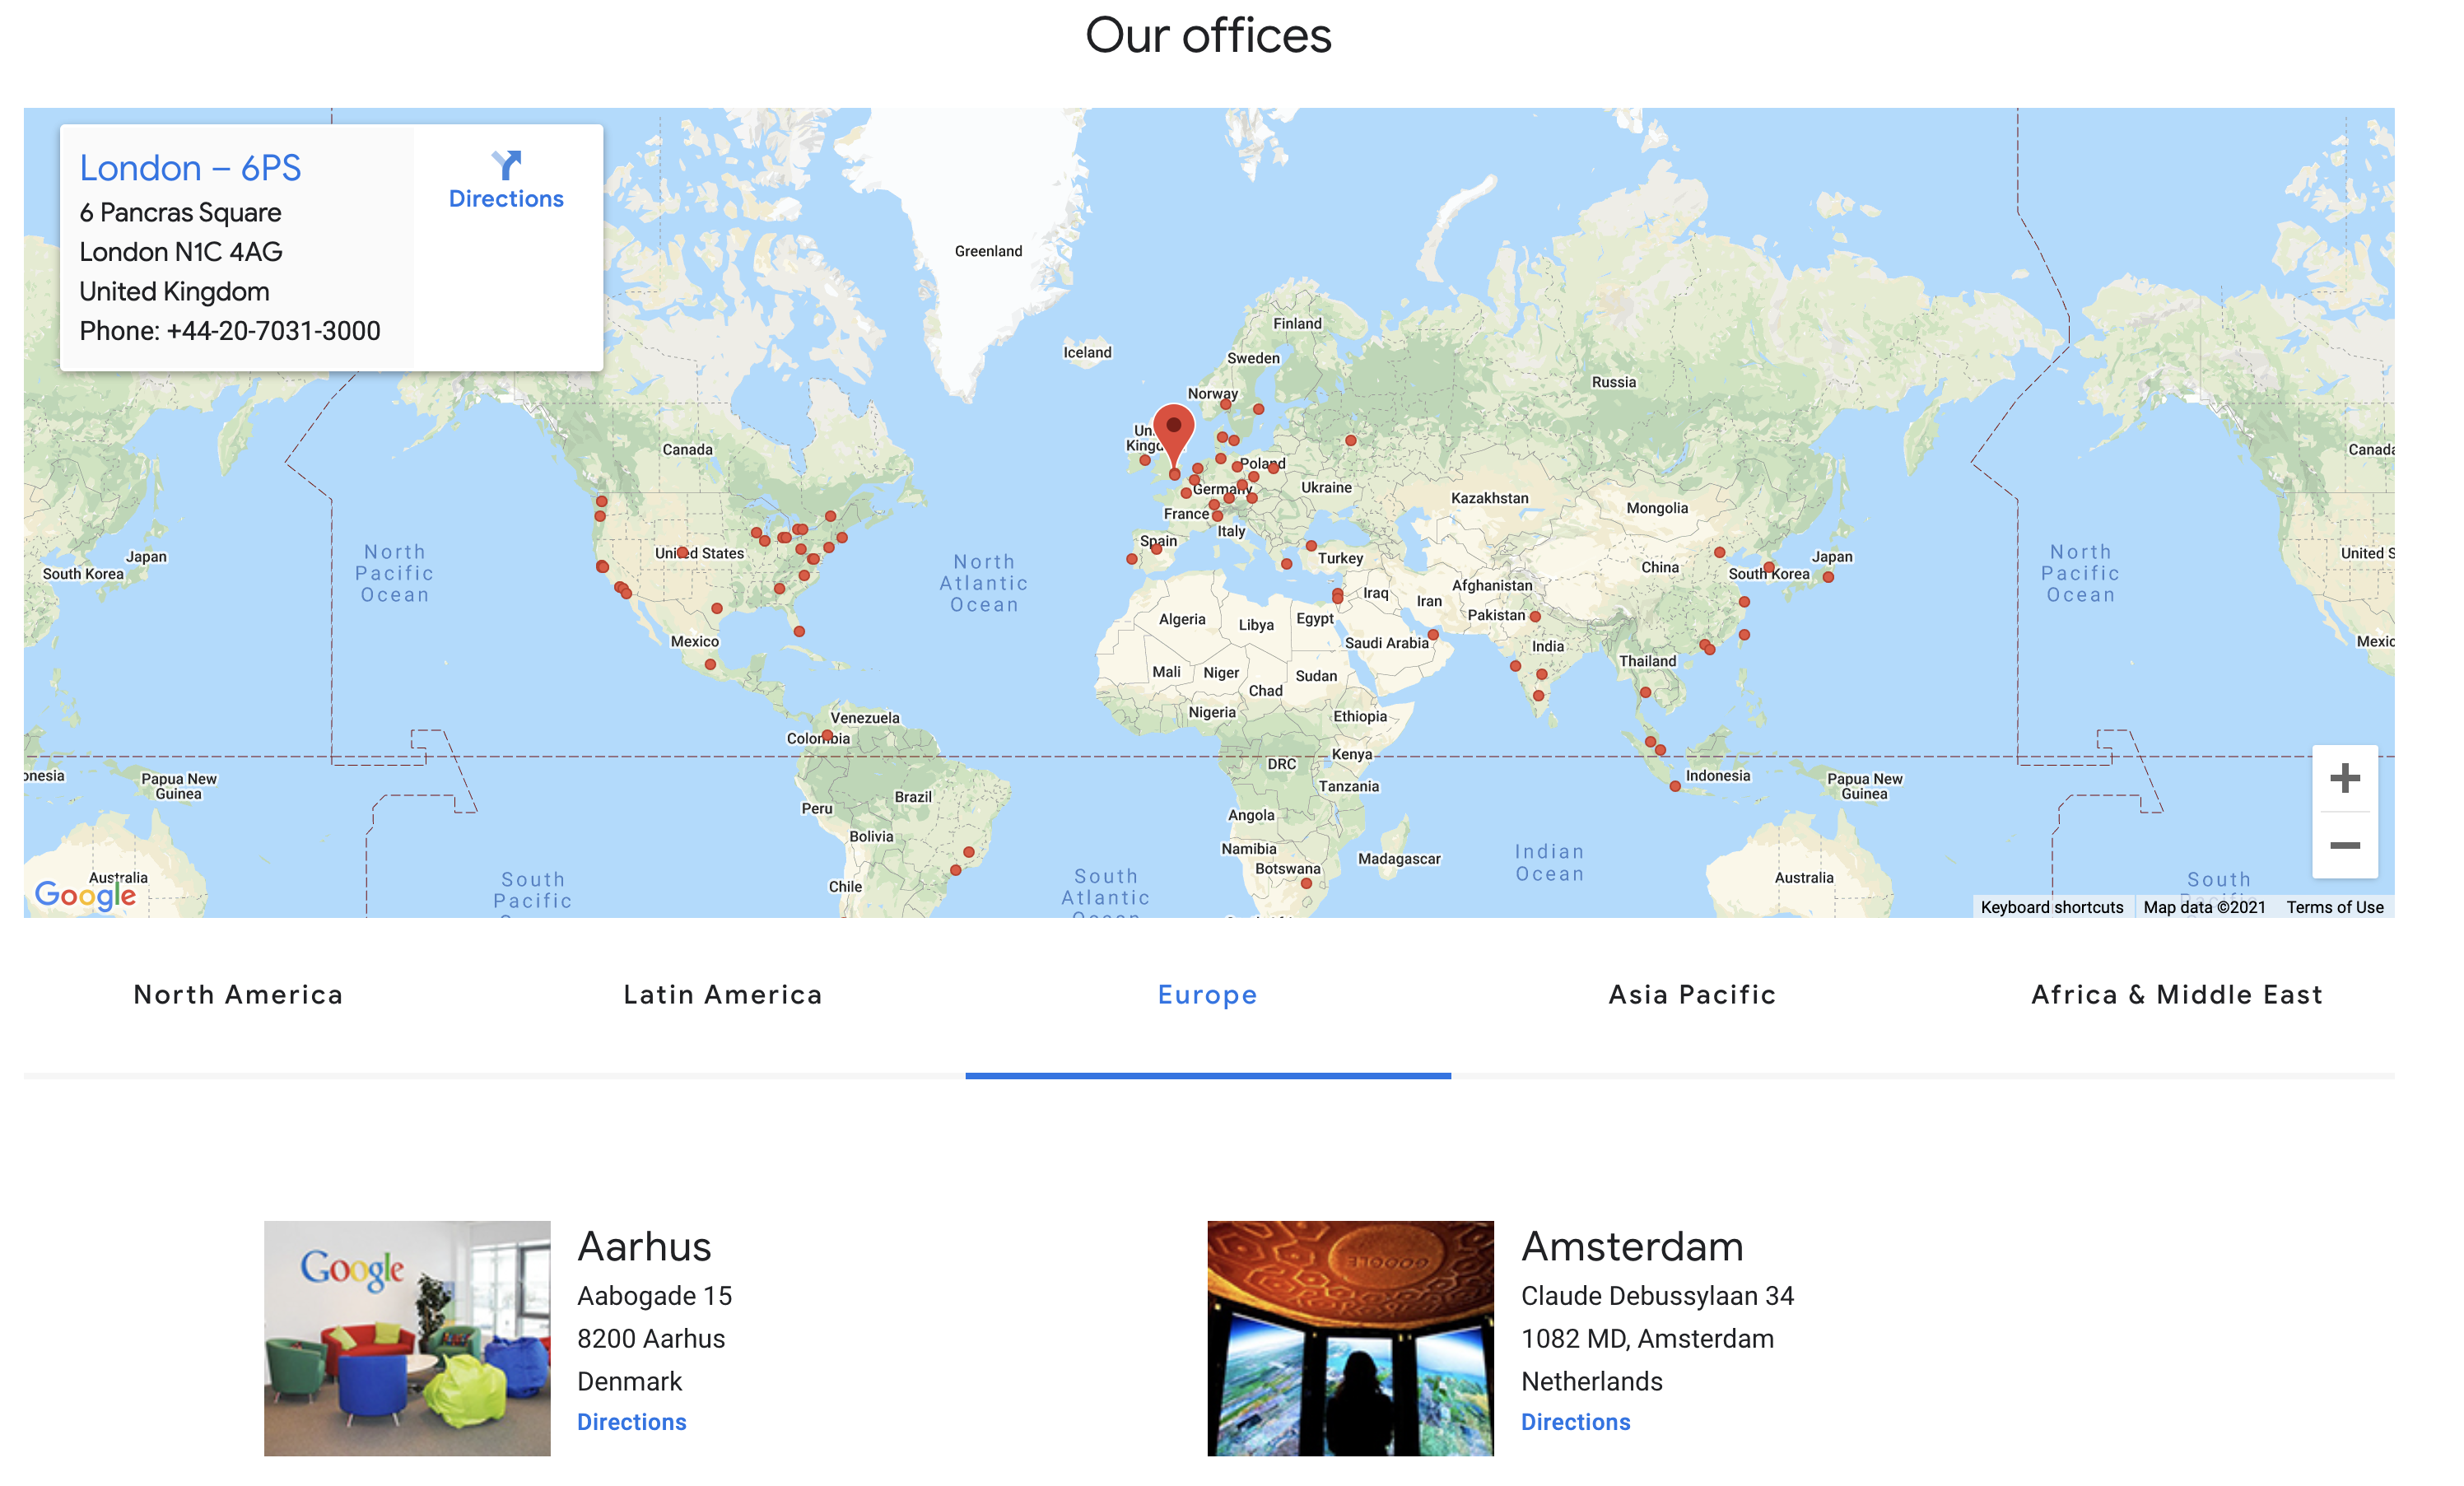 Our offices
London – 6PS
6 Pancras Square
London N1C 4AG
United Kingdom
Phone: +44-20-7031-3000
Directions
Greenland
Finland
Iceland
Sweden
Russia
Norway
Un
Kingd
Canada
Canada
Poland
Ukraine
Germany
Kazakhstan
Mongolia
France
Italy
Spain
Japan
South Korea
North
Pacific
Ocean
United States
North
Atlantic
Ocean
Turkey
China
South Korea
Japan
North
Pacific
Ocean
United S
Afghanistan
Iraq
Iran
Pakistan
Algeria
Libya
Egypt
Saudi Arabia
India
Mexico
Mexic
Mali
Niger
Chad
Sudan
Thailand
Nigeria
Ethiopia
Venezuela
Colombia
Kenya
DRC
onesia
Papua New
Guinea
Indonesia
Papua New
Guinea
Tanzania
Peru
Brazil
Angola
Bolivia
Namibia
Botswana
Madagascar
Indian
Ocean
Australia
Chile
South
Pacific
South
Atlantic
Ocean
Australia
South
Pacific
Google
Keyboard shortcuts
Map data ©2021
Terms of Use
North America
Latin America
Europe
Asia Pacific
Africa & Middle East
Google
Aarhus
Aabogade 15
8200 Aarhus
Denmark
Directions
GOOGLE
Amsterdam
Claude Debussylaan 34
1082 MD, Amsterdam
Netherlands
Directions